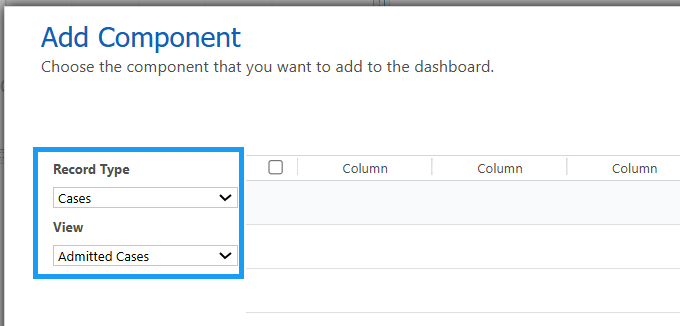 Add Component
Choose the component that you want to add to the dashboard.
Record Type
Column Column Column
Cases
View
Admitted Cases